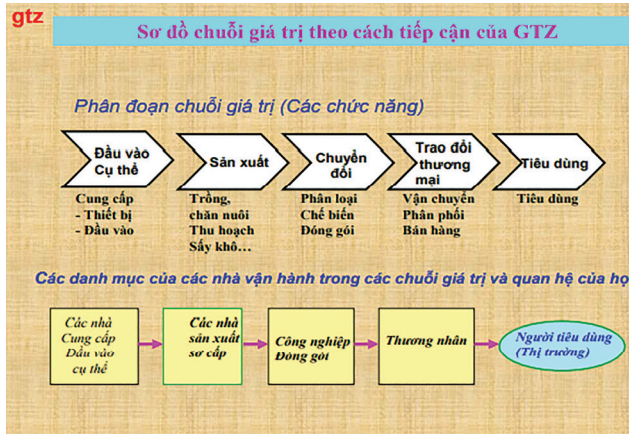 gtz
Sơ đồ chuỗi giá trị theo cách tiếp cận của GTZ
Phân đoạn chuỗi giá trị (Các chức năng)
Đầu vào
Cụ thể
Sản xuất
Chuyển
đổi
Trao đổi
thương
mại
Tiêu dùng
Cung cấp
- Thiết bị
- Đầu vào
Trồng,
chăn nuôi
Thu hoạch
Sấy khô...
Phân loại
Chế biến
Đóng gói
Vận chuyển
Phân phối
Bán hàng
Tiêu dùng
Các danh mục của các nhà vận hành trong các chuỗi giá trị và quan hệ của họ
Các nhà
Cung cấp
Đầu vào
cụ thể
Các nhà
sản xuất
sơ cấp
Công nghiệp
Đóng gói
Thương nhân
Người tiêu dùng
(Thị trường)